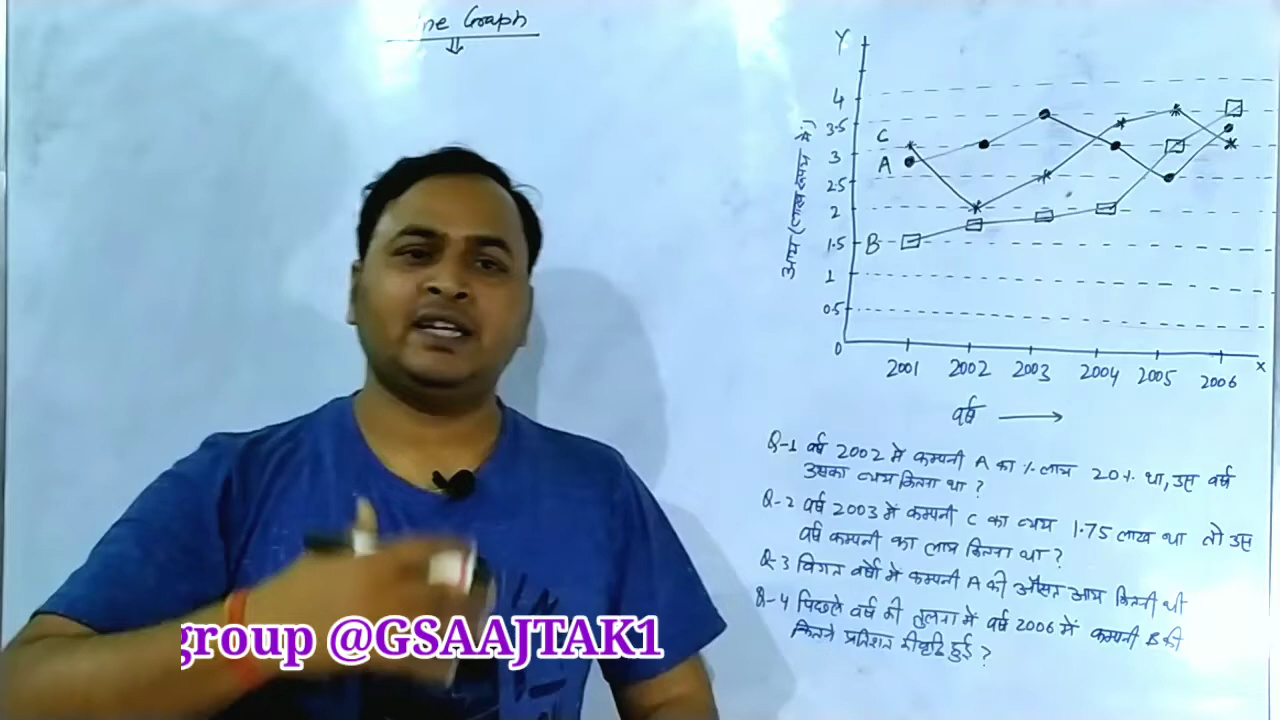 ine Graph
Y
4
3.5
3
2.5
2
1.5
1
0.5
0
C
A
B
2001 2002 2003 2004 2005 2006 x
वर्ष
Q-1 वर्ष 2002 में कम्पनी A का % लाभ 20% था, उस वर्ष
उसका व्यय कितना था ?
Q-2 वर्ष 2003 में कम्पनी C का व्यय 1.75 लाख था तो उस
वर्ष कम्पनी का लाभ कितना था ?
Q-3 विगत वर्षों में कम्पनी A की औसत आय कितनी थी
Q-4 पिछले वर्ष की तुलना में वर्ष 2006 में कम्पनी B की
कितने प्रतिशत हुई ?
group @GSAAJTAK1